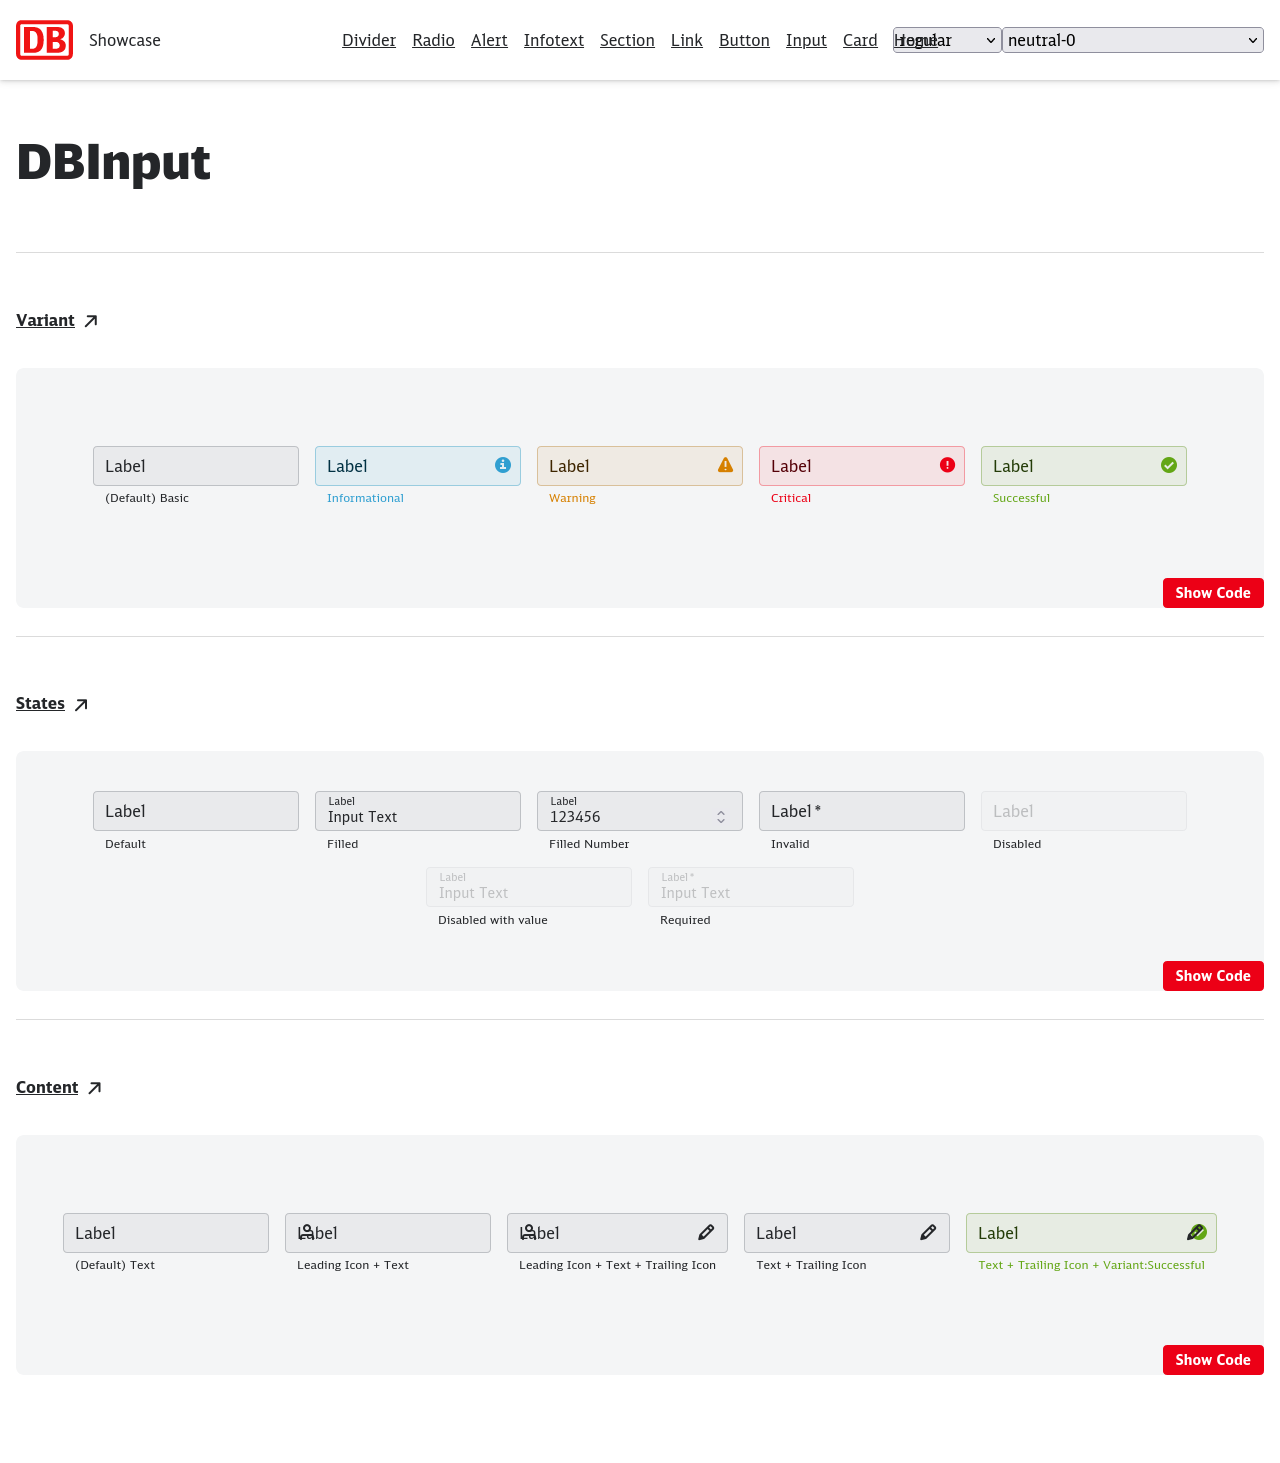 DB Showcase Divider Radio Alert Infotext Section Link Button Input Card Home regular neutral-0
DBInput
Variant
Label Label Label Label Label
(Default) Basic Informational Warning Critical Successful
Show Code
States
Label Label Input Text Label 123456 Label * Label
Default Filled Filled Number Invalid Disabled
Label Input Text Label * Input Text
Disabled with value Required
Show Code
Content
Label Label Label Label Label
(Default) Text Leading Icon + Text Leading Icon + Text + Trailing Icon Text + Trailing Icon Text + Trailing Icon + Variant:Successful
Show Code